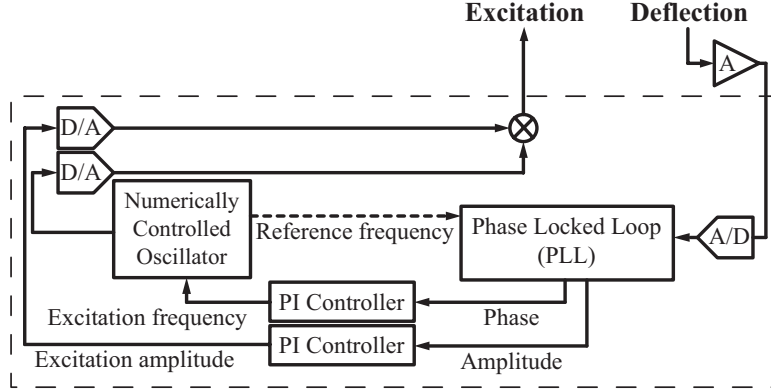 Excitation
Deflection
A
D/A
D/A
Numerically
Controlled
Oscillator
Reference frequency
Phase Locked Loop
(PLL)
A/D
Excitation frequency
PI Controller
Phase
Excitation amplitude
PI Controller
Amplitude